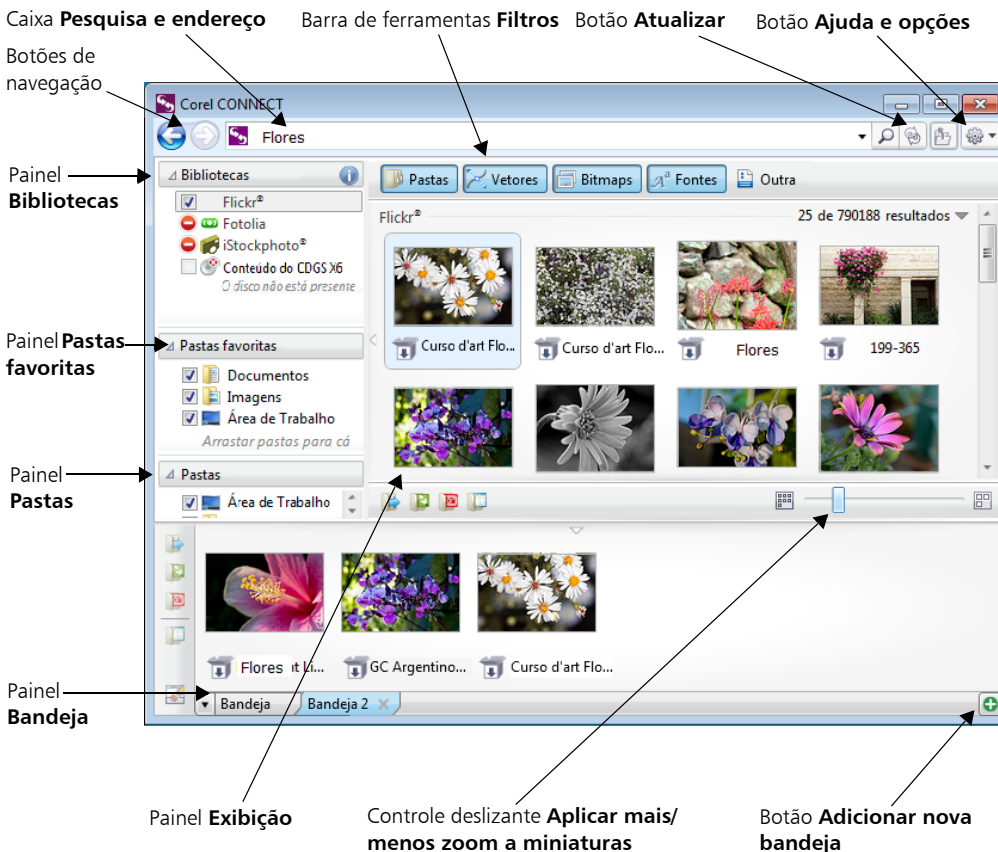 Caixa Pesquisa e endereço
Barra de ferramentas Filtros
Botão Atualizar
Botão Ajuda e opções
Botões de
navegação
Corel CONNECT
Flores
Painel
Bibliotecas
Bibliotecas
Pastas
Vetores
Bitmaps
Fontes
Outra
Flickr®
Fotolia
iStockphoto®
Conteúdo do CDGS X6
O disco não está presente
Flickr®
25 de 790188 resultados
Curso d'art Flo...
Curso d'art Flo...
Flores
199-365
Painel Pastas
favoritas
Pastas favoritas
Documentos
Imagens
Área de Trabalho
Arrastar pastas para cá
Painel
Pastas
Pastas
Área de Trabalho
Flores
GC Argentino...
Curso d'art Flo...
Painel
Bandeja
Bandeja
Bandeja 2
Painel Exibição
Controle deslizante Aplicar mais/
menos zoom a miniaturas
Botão Adicionar nova
bandeja